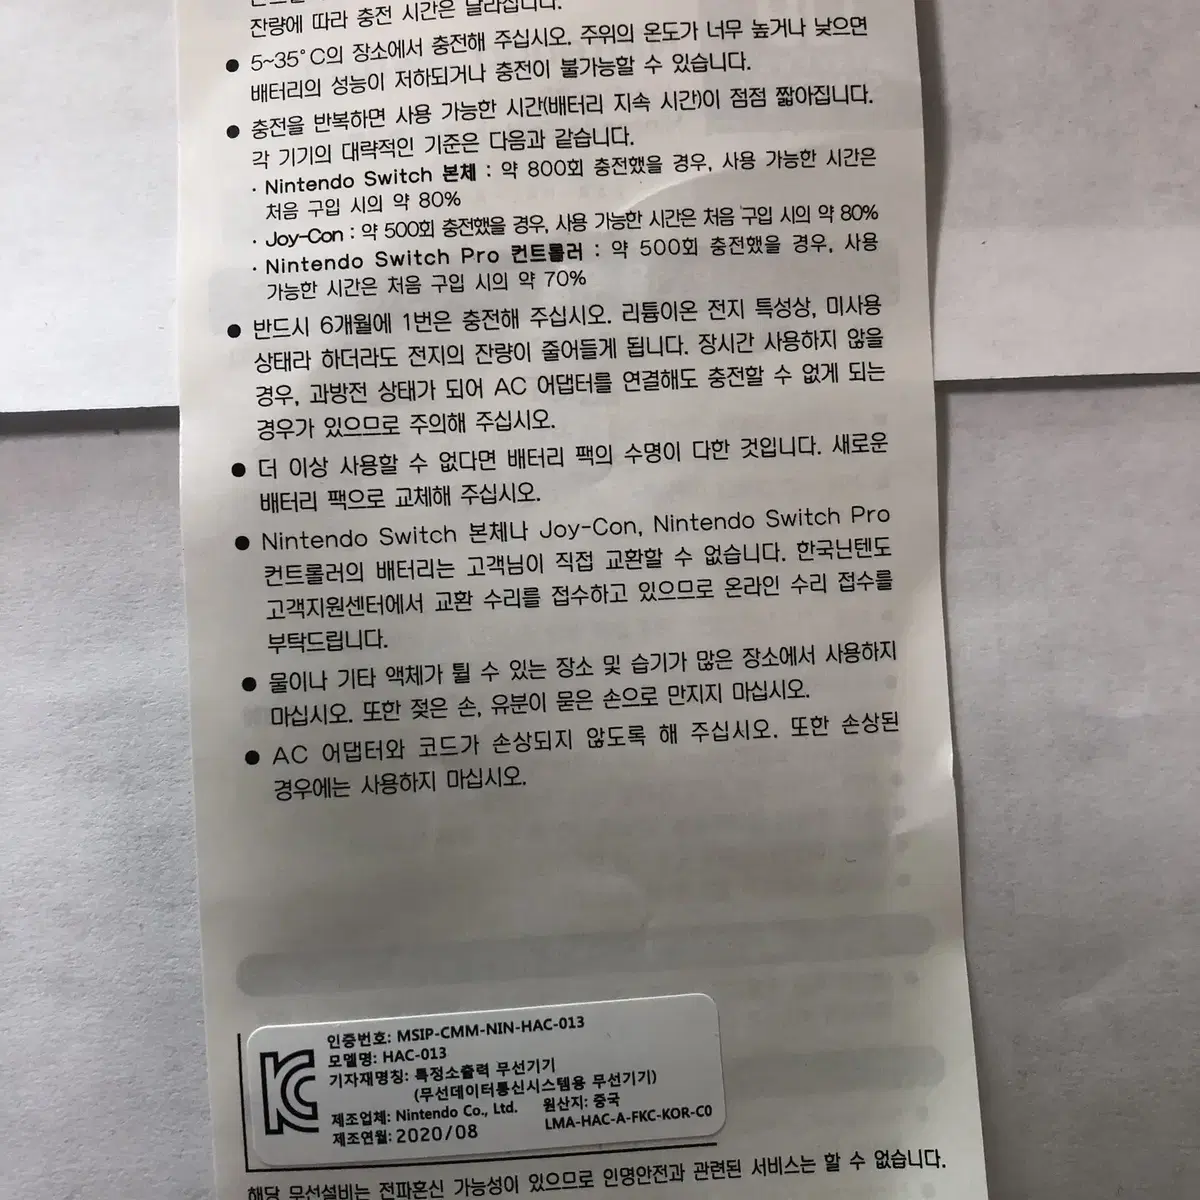 잔량에 따라 충전 시간은 달라집니다.
● 5~35°C의 장소에서 충전해 주십시오. 주위의 온도가 너무 높거나 낮으면
배터리의 성능이 저하되거나 충전이 불가능할 수 있습니다.
● 충전을 반복하면 사용 가능한 시간(배터리 지속 시간)이 점점 짧아집니다.
각 기기의 대략적인 기준은 다음과 같습니다.
· Nintendo Switch 본체 : 약 800회 충전했을 경우, 사용 가능한 시간은
처음 구입 시의 약 80%
· Joy-Con : 약 500회 충전했을 경우, 사용 가능한 시간은 처음 구입 시의 약 80%
· Nintendo Switch Pro 컨트롤러 : 약 500회 충전했을 경우, 사용
가능한 시간은 처음 구입 시의 약 70%
● 반드시 6개월에 1번은 충전해 주십시오. 리튬이온 전지 특성상, 미사용
상태라 하더라도 전지의 잔량이 줄어들게 됩니다. 장시간 사용하지 않을
경우, 과방전 상태가 되어 AC 어댑터를 연결해도 충전할 수 없게 되는
경우가 있으므로 주의해 주십시오.
● 더 이상 사용할 수 없다면 배터리 팩의 수명이 다한 것입니다. 새로운
배터리 팩으로 교체해 주십시오.
● Nintendo Switch 본체나 Joy-Con, Nintendo Switch Pro
컨트롤러의 배터리는 고객님이 직접 교환할 수 없습니다. 한국닌텐도
고객지원센터에서 교환 수리를 접수하고 있으므로 온라인 수리 접수를
부탁드립니다.
● 물이나 기타 액체가 튈 수 있는 장소 및 습기가 많은 장소에서 사용하지
마십시오. 또한 젖은 손, 유분이 묻은 손으로 만지지 마십시오.
● AC 어댑터와 코드가 손상되지 않도록 해 주십시오. 또한 손상된
경우에는 사용하지 마십시오.
인증번호: MSIP-CMM-NIN-HAC-013
모델명: HAC-013
기자재명칭: 특정소출력 무선기기
(무선데이터통신시스템용 무선기기)
제조업체: Nintendo Co., Ltd. 원산지: 중국
제조연월: 2020/08 LMA-HAC-A-FKC-KOR-C0
해당 무선설비는 전파혼신 가능성이 있으므로 인명안전과 관련된 서비스는 할 수 없습니다.